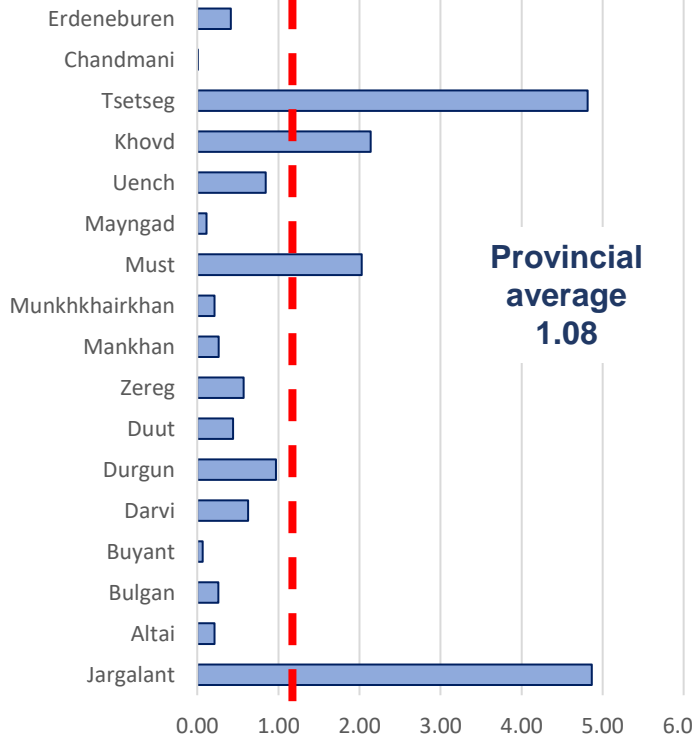 Erdeneburen
Chandmani
Tsetseg
Khovd
Uench
Mayngad
Must
Munkhkhairkhan
Mankhan
Zereg
Duut
Durgun
Darvi
Buyant
Bulgan
Altai
Jargalant
Provincial
average
1.08
0.00 1.00 2.00 3.00 4.00 5.00 6.0